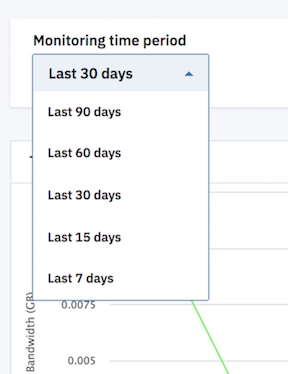 Monitoring time period
Last 30 days
Last 90 days
Last 60 days
Last 30 days
Last 15 days
Last 7 days
Bandwidth (GB)
0.0075
0.005